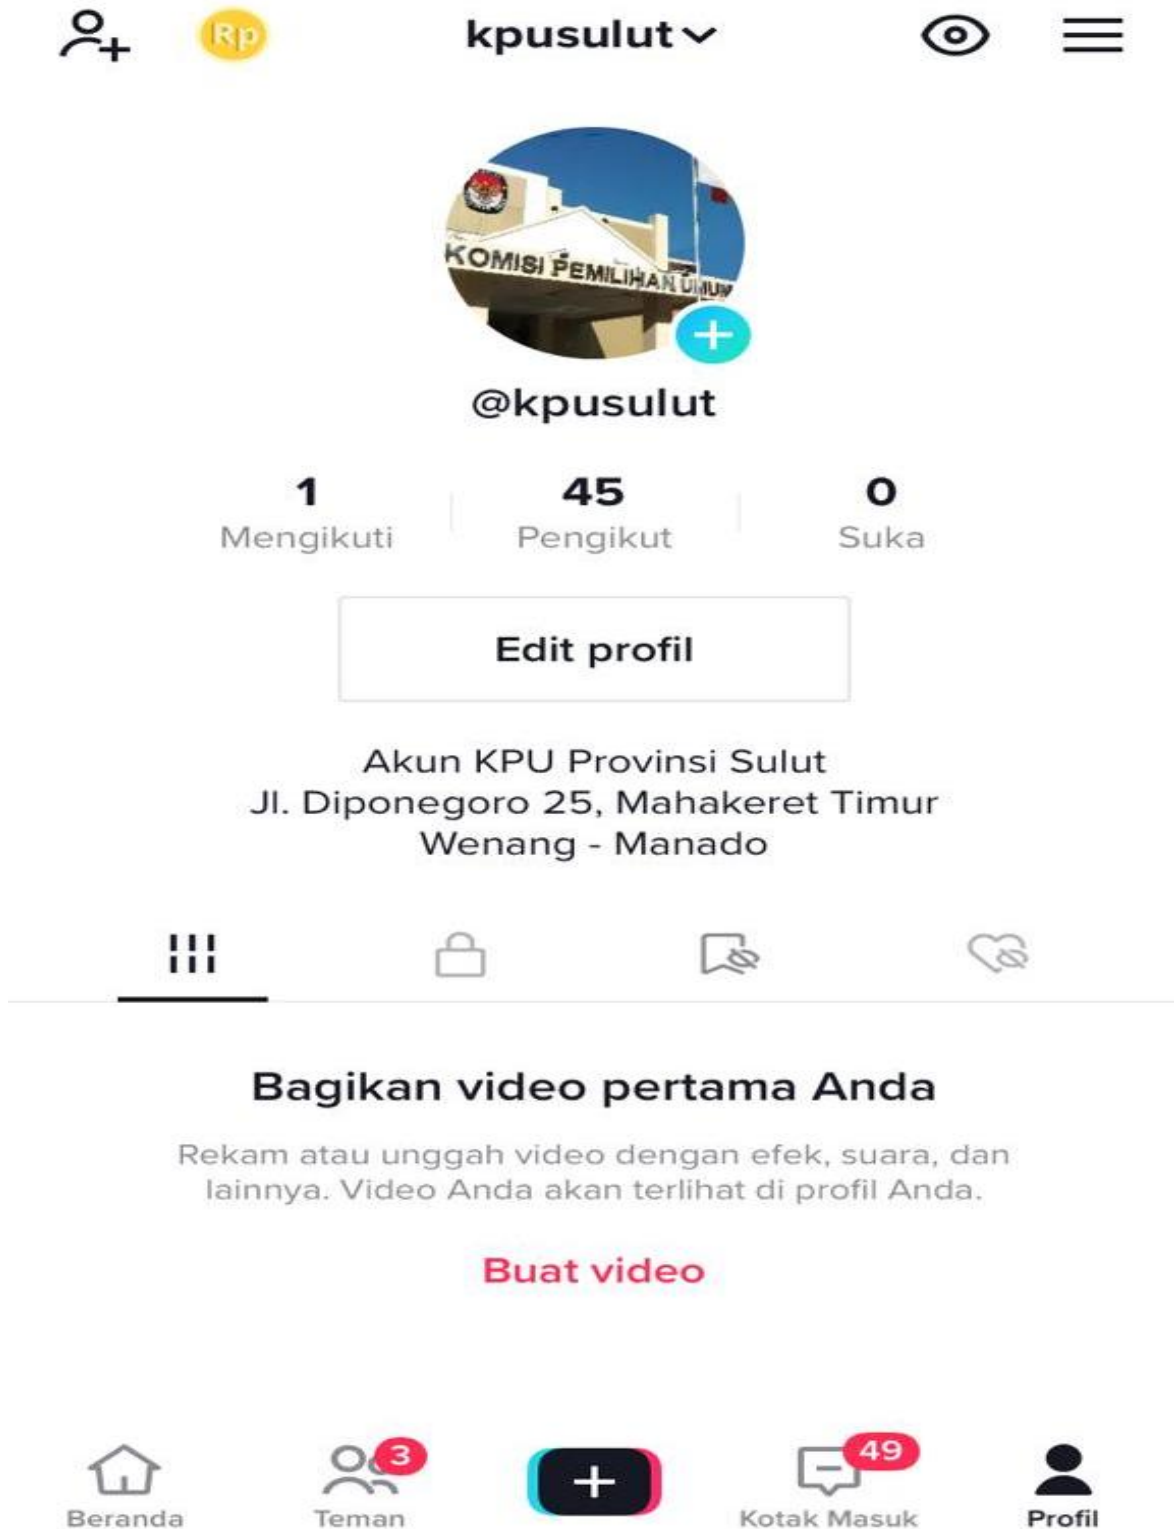 Rp
kpusulut
KOMISI PEMILIHAN UMUM
@kpusulut
1
Mengikuti
45
Pengikut
0
Suka
Edit profil
Akun KPU Provinsi Sulut
Jl. Diponegoro 25, Mahakeret Timur
Wenang - Manado
Bagikan video pertama Anda
Rekam atau unggah video dengan efek, suara, dan
lainnya. Video Anda akan terlihat di profil Anda.
Buat video
Beranda
3
Teman
49
Kotak Masuk
Profil